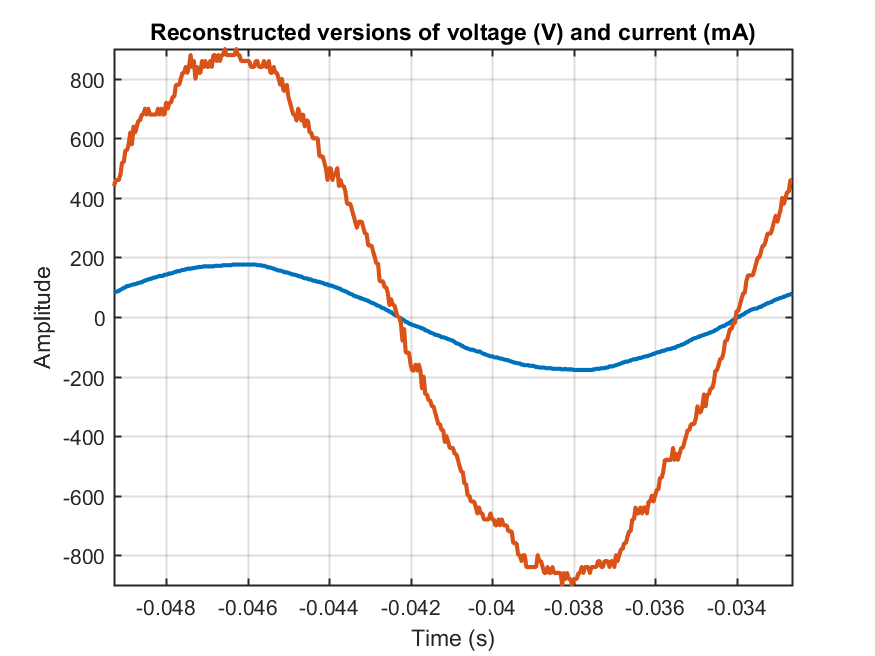 Reconstructed versions of voltage (V) and current (mA)
800
600
400
200
0
-200
-400
-600
-800
Amplitude
-0.048 -0.046 -0.044 -0.042 -0.04 -0.038 -0.036 -0.034
Time (s)